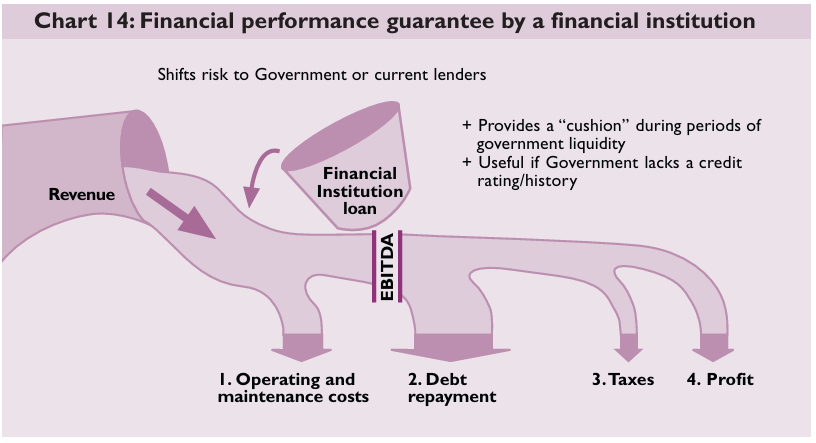 Chart 14: Financial performance guarantee by a financial institution
Shifts risk to Government or current lenders
+ Provides a “cushion” during periods of
government liquidity
+ Useful if Government lacks a credit
rating/history
Financial
Institution
loan
Revenue
EBITDA
1. Operating and
maintenance costs
2. Debt
repayment
3. Taxes
4. Profit